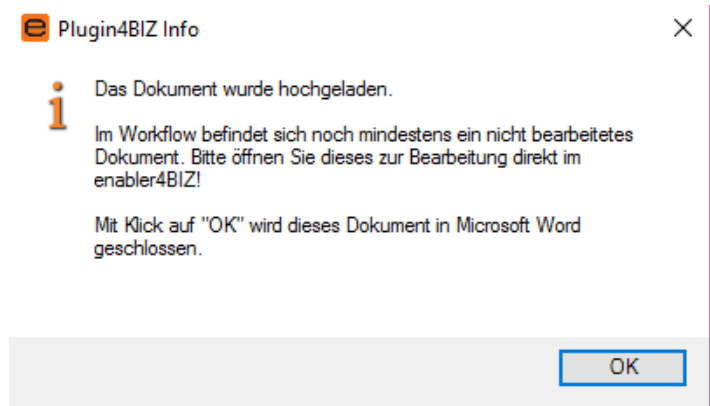 Plugin4BIZ Info
Das Dokument wurde hochgeladen.
Im Workflow befindet sich noch mindestens ein nicht bearbeitetes
Dokument. Bitte öffnen Sie dieses zur Bearbeitung direkt im
enabler4BIZ!
Mit Klick auf "OK" wird dieses Dokument in Microsoft Word
geschlossen.
OK